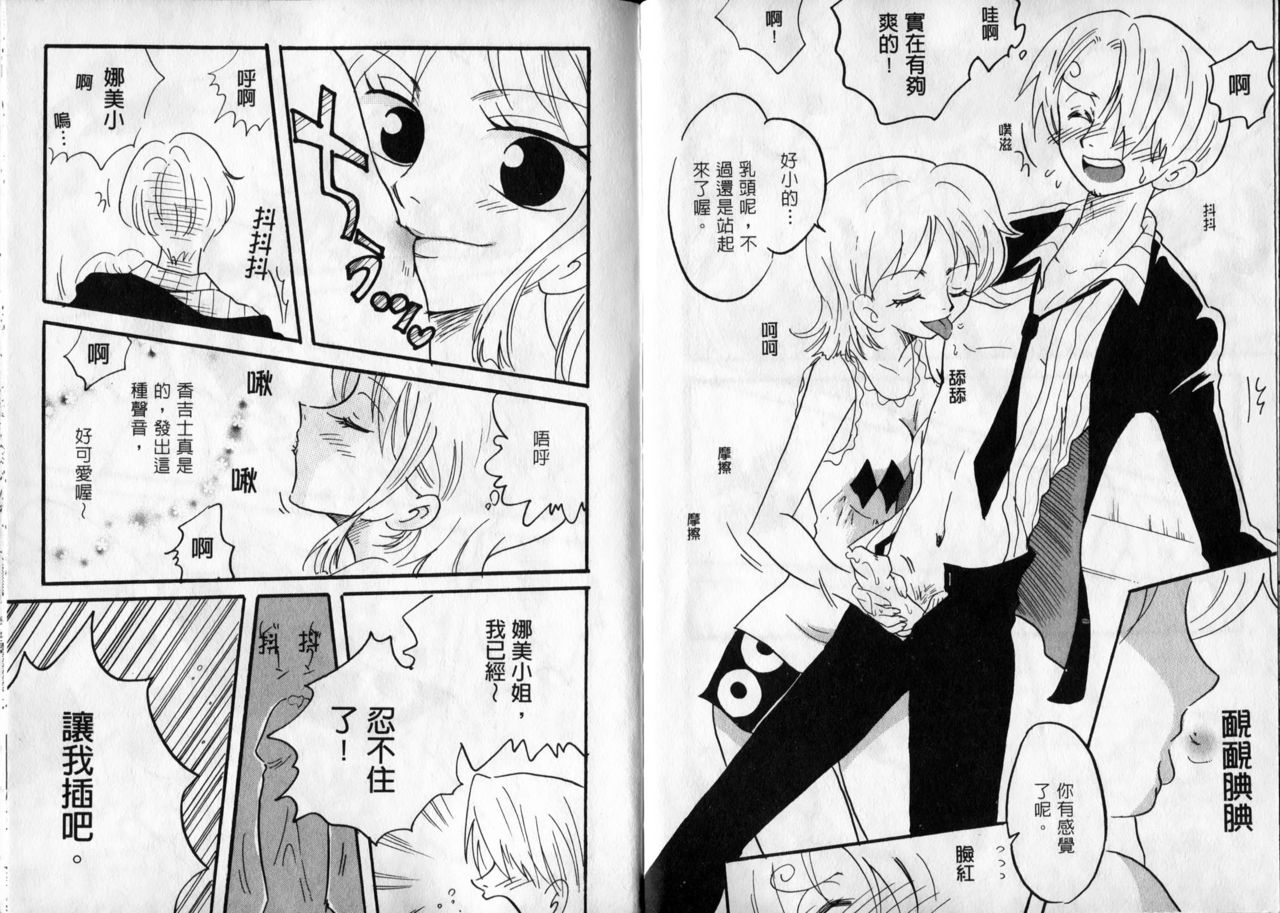 啊
哇啊
實在有夠
爽的！
啊！
噗滋
抖抖
好小的…
乳頭呢，不
過還是站起
來了喔。
呵呵
舔舔
摩擦
摩擦
靦靦腆腆
你有感覺
了呢。
臉紅
呼啊
娜美小
啊
嗚…
抖抖抖
唔呼
啾
啾
啊
香吉士真是
的，發出這
種聲音，
好可愛喔～
啊
娜美小姐，
我已經～
忍不住
了！
抖
抖
讓我插吧。